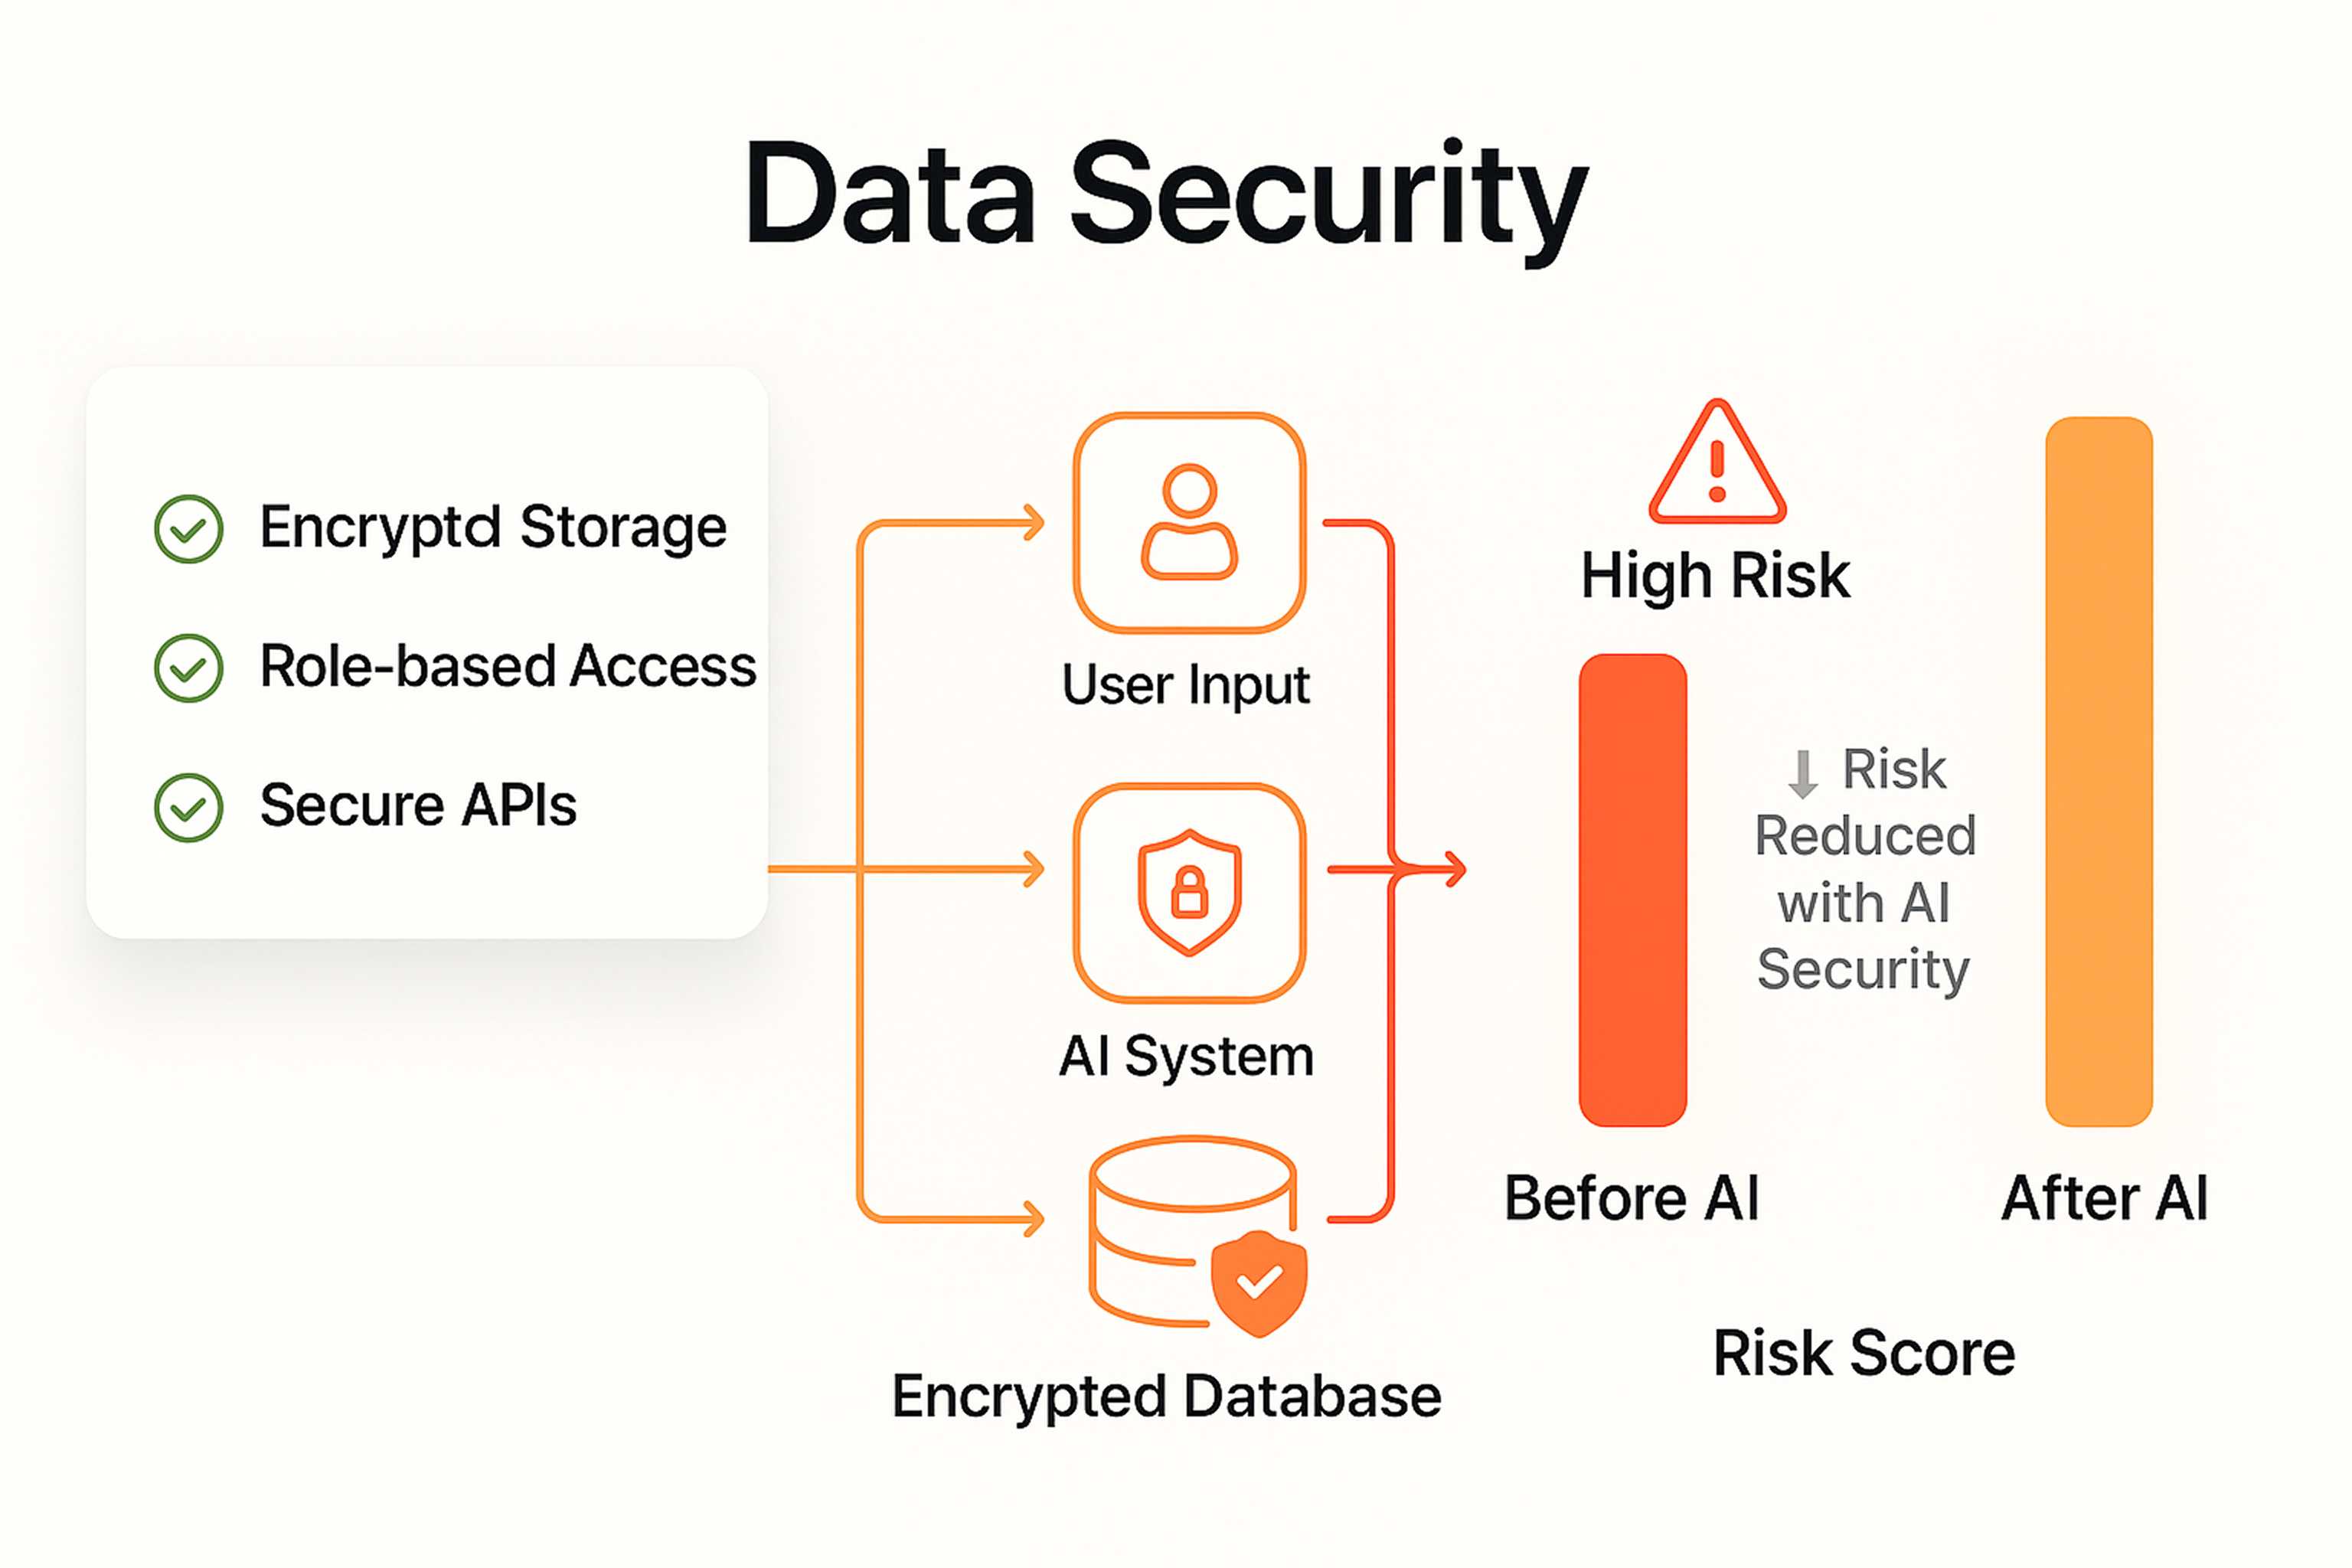 Data Security
Encryptd Storage
Role-based Access
Secure APIs
User Input
AI System
Encrypted Database
High Risk
↓ Risk
Reduced
with AI
Security
Before AI
After AI
Risk Score